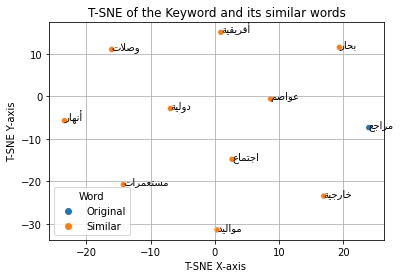 T-SNE of the Keyword and its similar words
T-SNE Y-axis
10
0
−10
−20
−30
أفريقية
وصلات
بحار
عواصم
دولية
أنهار
مراجع
اجتماع
مستعمرات
خارجية
مواليد
Word
Original
Similar
−20
−10
0
10
20
T-SNE X-axis